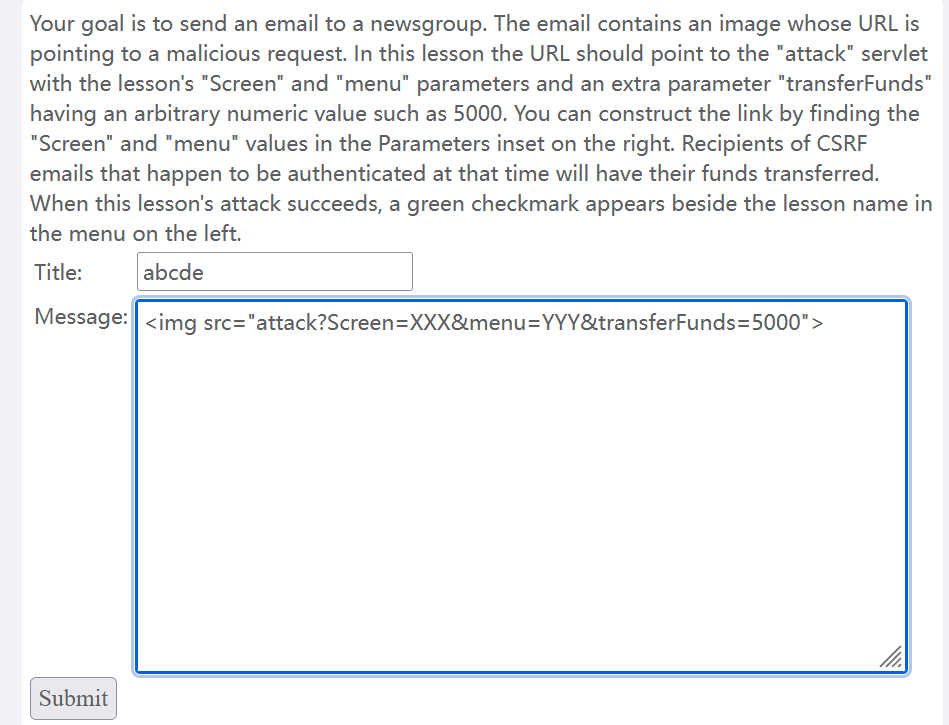 Your goal is to send an email to a newsgroup. The email contains an image whose URL is
pointing to a malicious request. In this lesson the URL should point to the "attack" servlet
with the lesson's "Screen" and "menu" parameters and an extra parameter "transferFunds"
having an arbitrary numeric value such as 5000. You can construct the link by finding the
"Screen" and "menu" values in the Parameters inset on the right. Recipients of CSRF
emails that happen to be authenticated at that time will have their funds transferred.
When this lesson's attack succeeds, a green checkmark appears beside the lesson name in
the menu on the left.
Title: abcde
Message: <img src="attack?Screen=XXX&menu=YYY&transferFunds=5000">
Submit